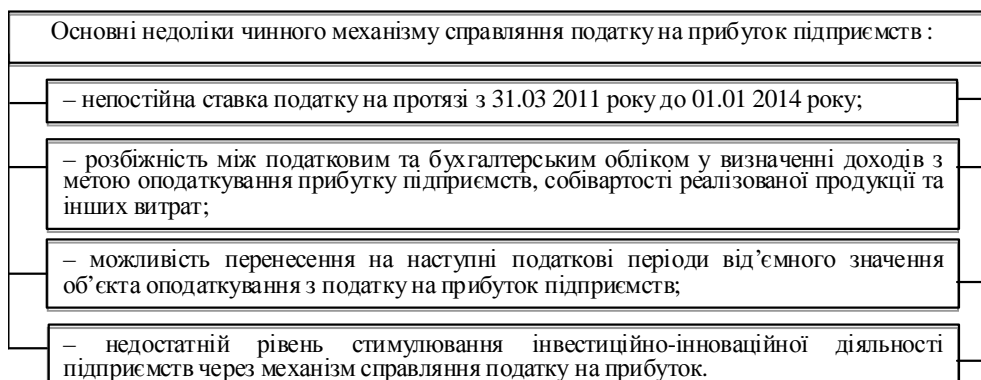 Основні недоліки чинного механізму справляння податку на прибуток підприємств :
– непостійна ставка податку на протязі з 31.03 2011 року до 01.01 2014 року;
– розбіжність між податковим та бухгалтерським обліком у визначенні доходів з
метою оподаткування прибутку підприємств, собівартості реалізованої продукції та
інших витрат;
– можливість перенесення на наступні податкові періоди від’ємного значення
об’єкта оподаткування з податку на прибуток підприємств;
– недостатній рівень стимулювання інвестиційно-інноваційної діяльності
підприємств через механізм справляння податку на прибуток.